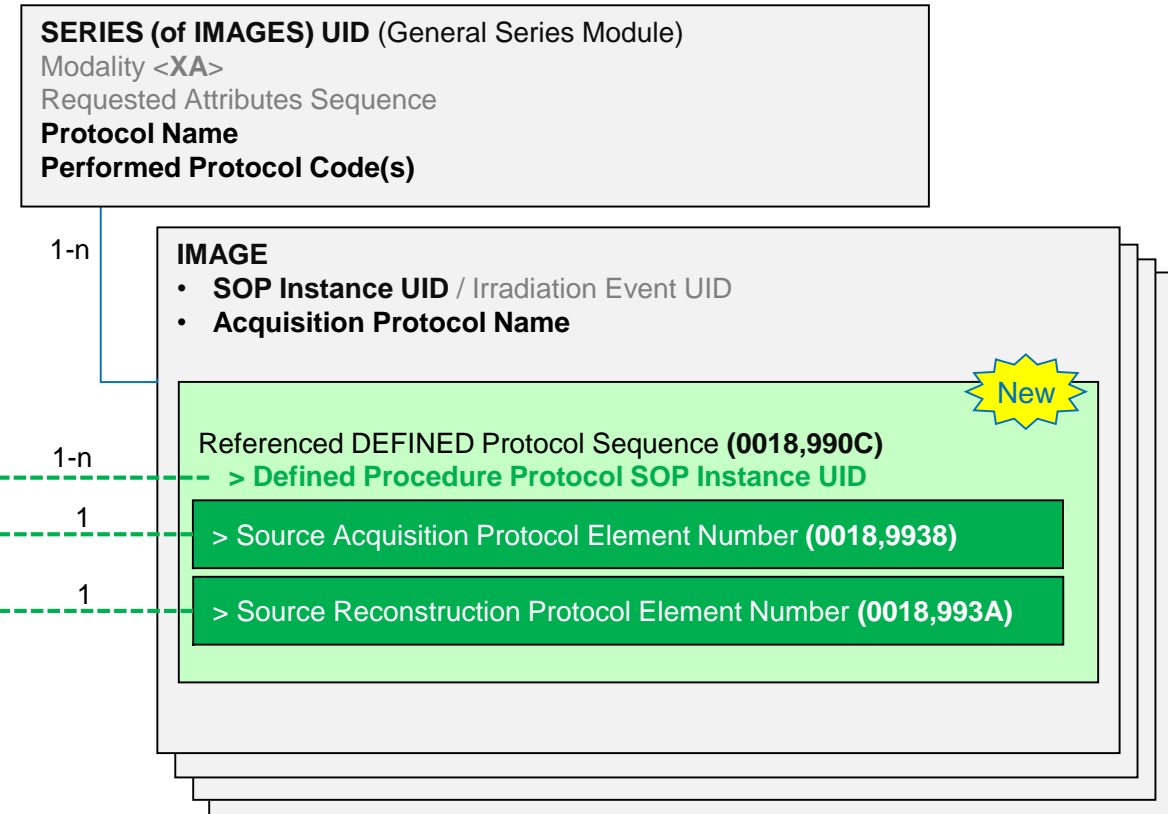 SERIES (of IMAGES) UID (General Series Module)
Modality <XA>
Requested Attributes Sequence
Protocol Name
Performed Protocol Code(s)
1-n
IMAGE
• SOP Instance UID / Irradiation Event UID
• Acquisition Protocol Name
New
Referenced DEFINED Protocol Sequence (0018,990C)
1-n
> Defined Procedure Protocol SOP Instance UID
1
> Source Acquisition Protocol Element Number (0018,9938)
1
> Source Reconstruction Protocol Element Number (0018,993A)